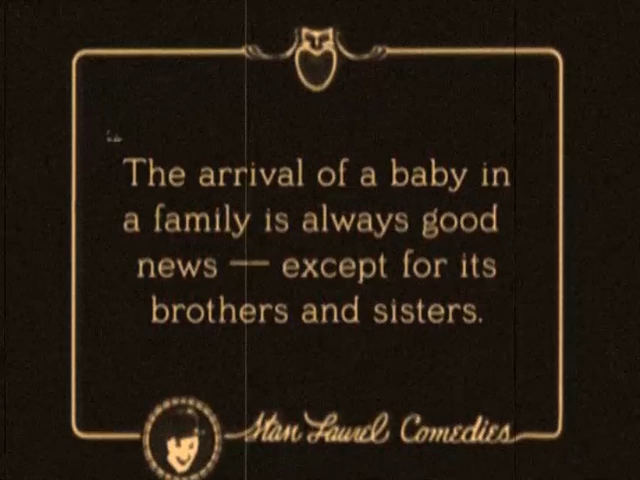 The arrival of a baby in
a family is always good
news — except for its
brothers and sisters.
Stan Laurel Comedies